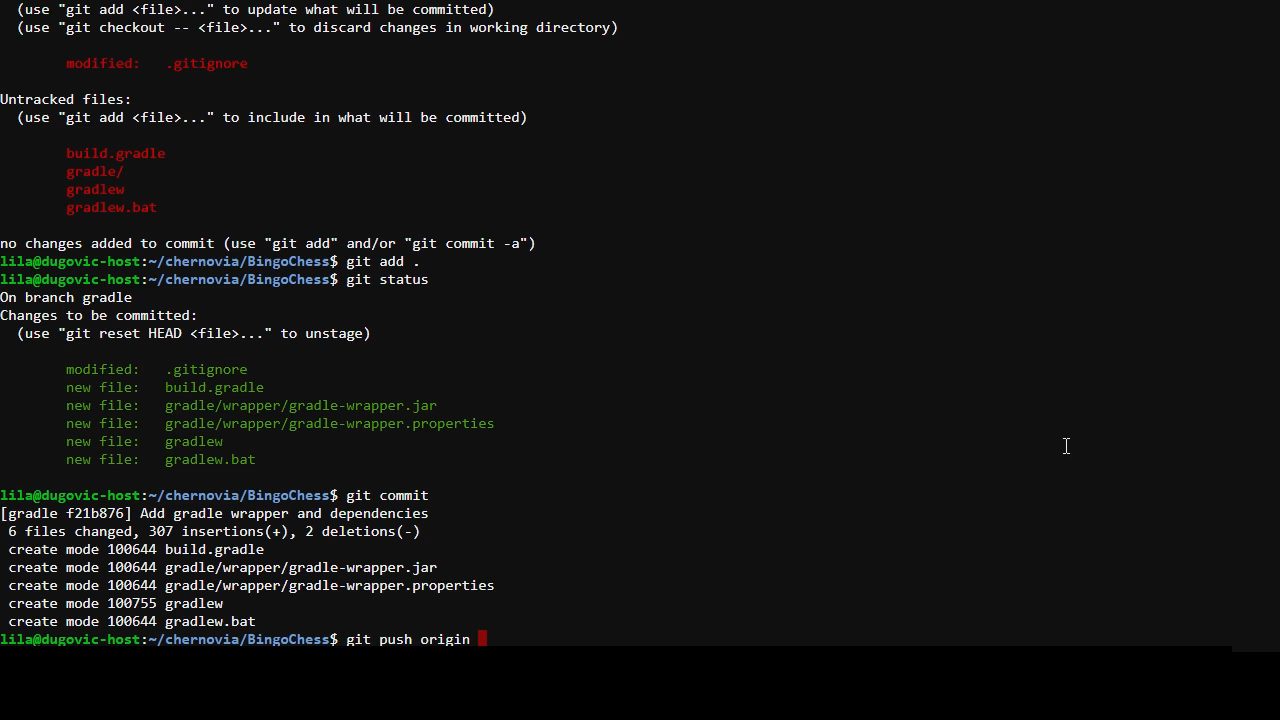 (use "git add <file>..." to update what will be committed)
(use "git checkout -- <file>..." to discard changes in working directory)
modified: .gitignore
Untracked files:
(use "git add <file>..." to include in what will be committed)
build.gradle
gradle/
gradlew
gradlew.bat
no changes added to commit (use "git add" and/or "git commit -a")
lila@dugovic-host:~/chernovia/BingoChess$ git add .
lila@dugovic-host:~/chernovia/BingoChess$ git status
On branch gradle
Changes to be committed:
(use "git reset HEAD <file>..." to unstage)
modified: .gitignore
new file: build.gradle
new file: gradle/wrapper/gradle-wrapper.jar
new file: gradle/wrapper/gradle-wrapper.properties
new file: gradlew
new file: gradlew.bat
lila@dugovic-host:~/chernovia/BingoChess$ git commit
[gradle f21b876] Add gradle wrapper and dependencies
6 files changed, 307 insertions(+), 2 deletions(-)
create mode 100644 build.gradle
create mode 100644 gradle/wrapper/gradle-wrapper.jar
create mode 100644 gradle/wrapper/gradle-wrapper.properties
create mode 100755 gradlew
create mode 100644 gradlew.bat
lila@dugovic-host:~/chernovia/BingoChess$ git push origin